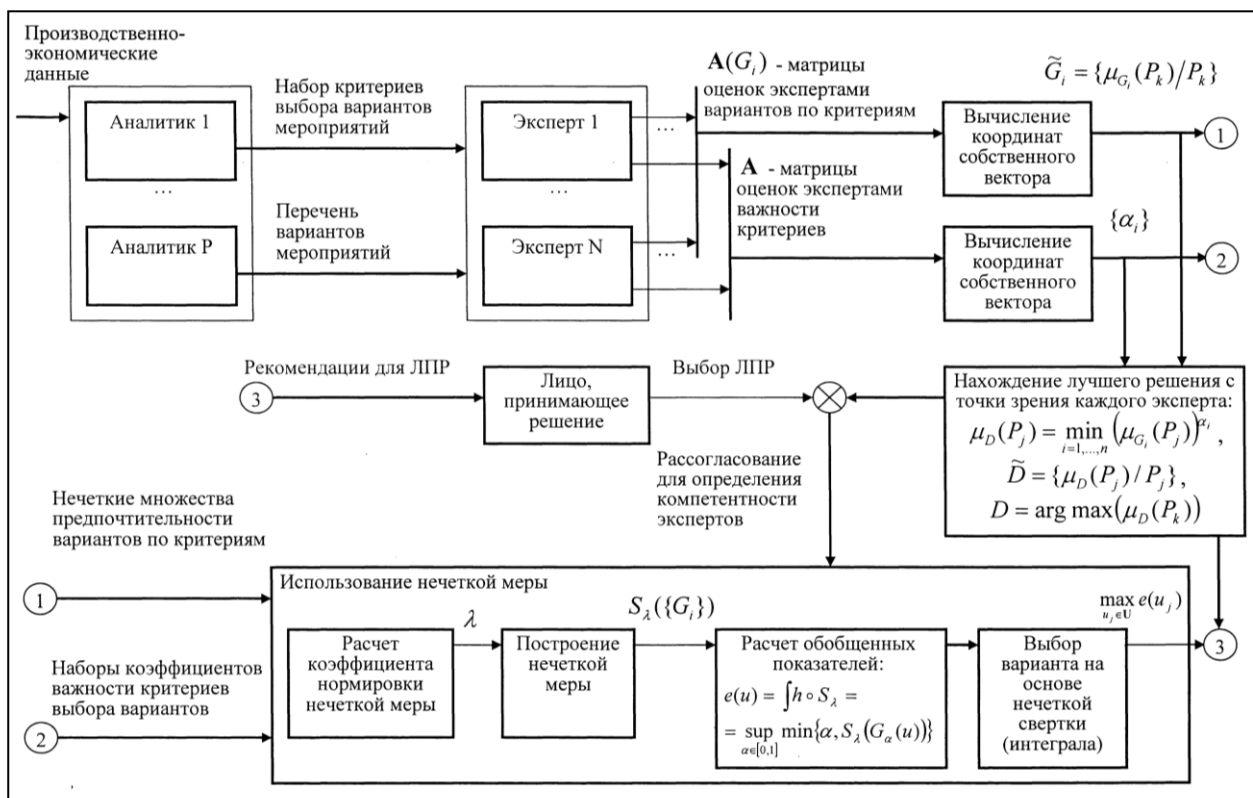 Производственно-
экономические
данные
Аналитик 1
...
Аналитик P
Набор критериев
выбора вариантов
мероприятий
Перечень
вариантов
мероприятий
Эксперт 1
...
Эксперт N
...
...
...
A(G_i) - матрицы
оценок экспертами
вариантов по критериям
A - матрицы
оценок экспертами
важности
критериев
Вычисление
координат
собственного
вектора
G̃_i = {μ_{G_i}(P_k)/P_k}
1
Вычисление
координат
собственного
вектора
{α_i}
2
Рекомендации для ЛПР
3
Лицо,
принимающее
решение
Выбор ЛПР
Нахождение лучшего решения с
точки зрения каждого эксперта:
μ_D(P_j) = min_{i=1,...,n} (μ_{G_i}(P_j))^{α_i} ,
D̃ = {μ_D(P_j) / P_j},
D = arg max(μ_D(P_k))
Рассогласование
для определения
компетентности
экспертов
Нечеткие множества
предпочтительности
вариантов по критериям
1
Наборы коэффициентов
важности критериев
выбора вариантов
2
Использование нечеткой меры
Расчет
коэффициента
нормировки
нечеткой меры
λ
Построение
нечеткой
меры
S_λ({G_i})
Расчет обобщенных
показателей:
e(u) = ∫h ∘ S_λ =
= sup_{α∈[0,1]} min{α, S_λ(G_α(u))}
Выбор
варианта на
основе
нечеткой
свертки
(интеграла)
max_{u_j∈U} e(u_j)
3